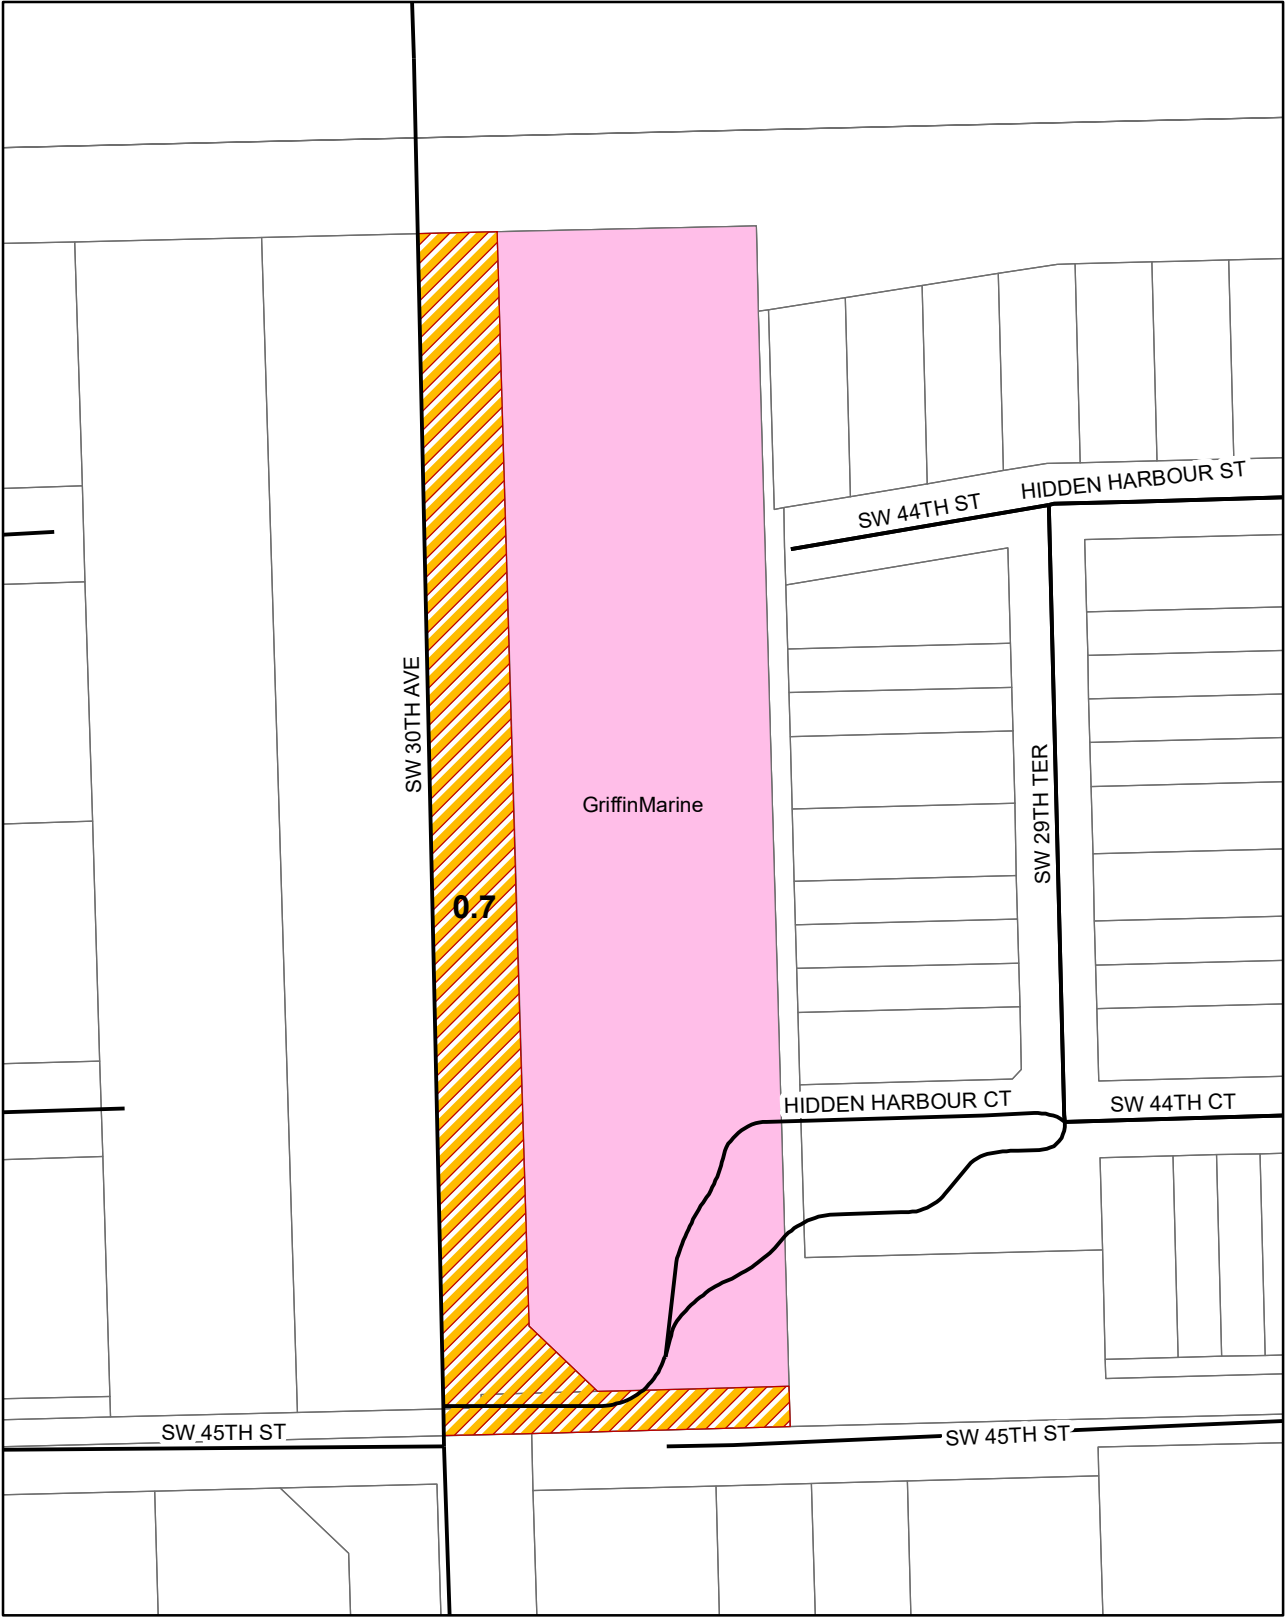 HIDDEN HARBOUR ST
SW 44TH ST
SW 30TH AVE
SW 29TH TER
GriffinMarine
0.7
HIDDEN HARBOUR CT
SW 44TH CT
SW 45TH ST
SW 45TH ST